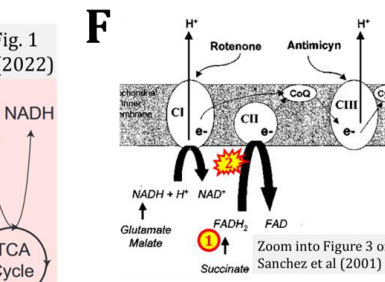 Fig. 1
(2022)
NADH
TCA
Cycle
F
H⁺
H⁺
Rotenone
Antimicyn
Inner
CoQ
CI
CII
CIII
e-
e-
e-
2
NADH + H⁺ NAD⁺
FADH₂ FAD
Glutamate
Malate
1
Succinate
Zoom into Figure 3 o
Sanchez et al (2001)